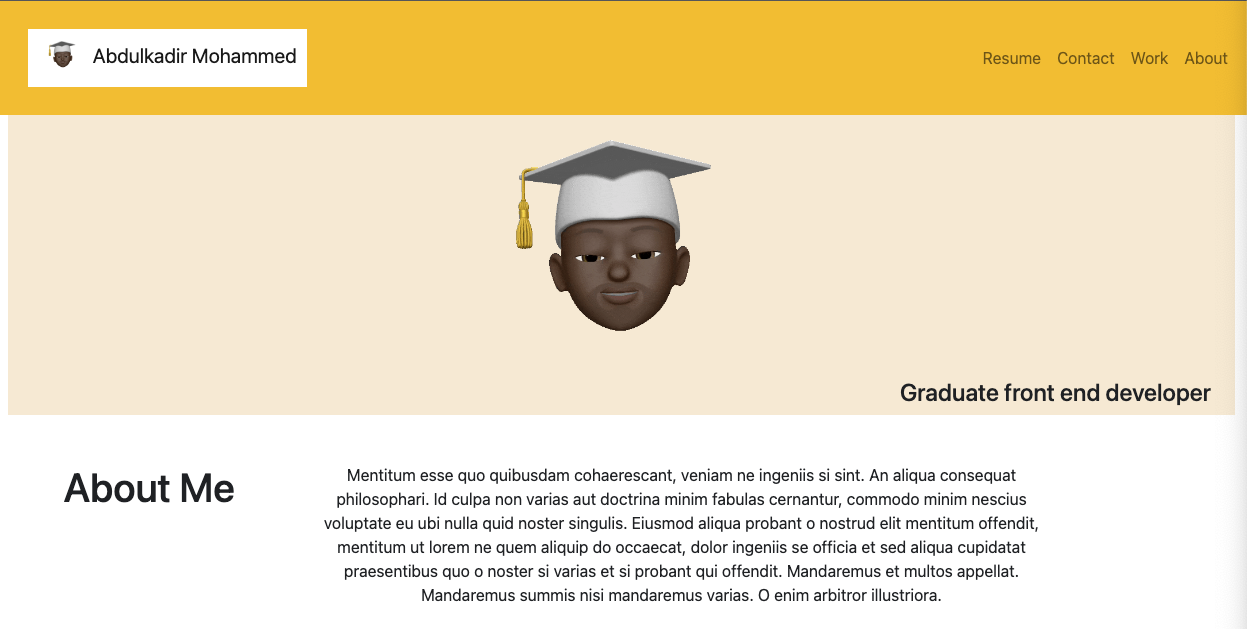 Abdulkadir Mohammed
Resume Contact Work About
Graduate front end developer
About Me
Mentitum esse quo quibusdam cohaerescant, veniam ne ingeniis si sint. An aliqua consequat
philosophari. Id culpa non varias aut doctrina minim fabulas cernantur, commodo minim nescius
voluptate eu ubi nulla quid noster singulis. Eiusmod aliqua probant o nostrud elit mentitum offendit,
mentitum ut lorem ne quem aliquip do occaecat, dolor ingeniis se officia et sed aliqua cupidatat
praesentibus quo o noster si varias et si probant qui offendit. Mandaremus et multos appellat.
Mandaremus summis nisi mandaremus varias. O enim arbitror illustriora.